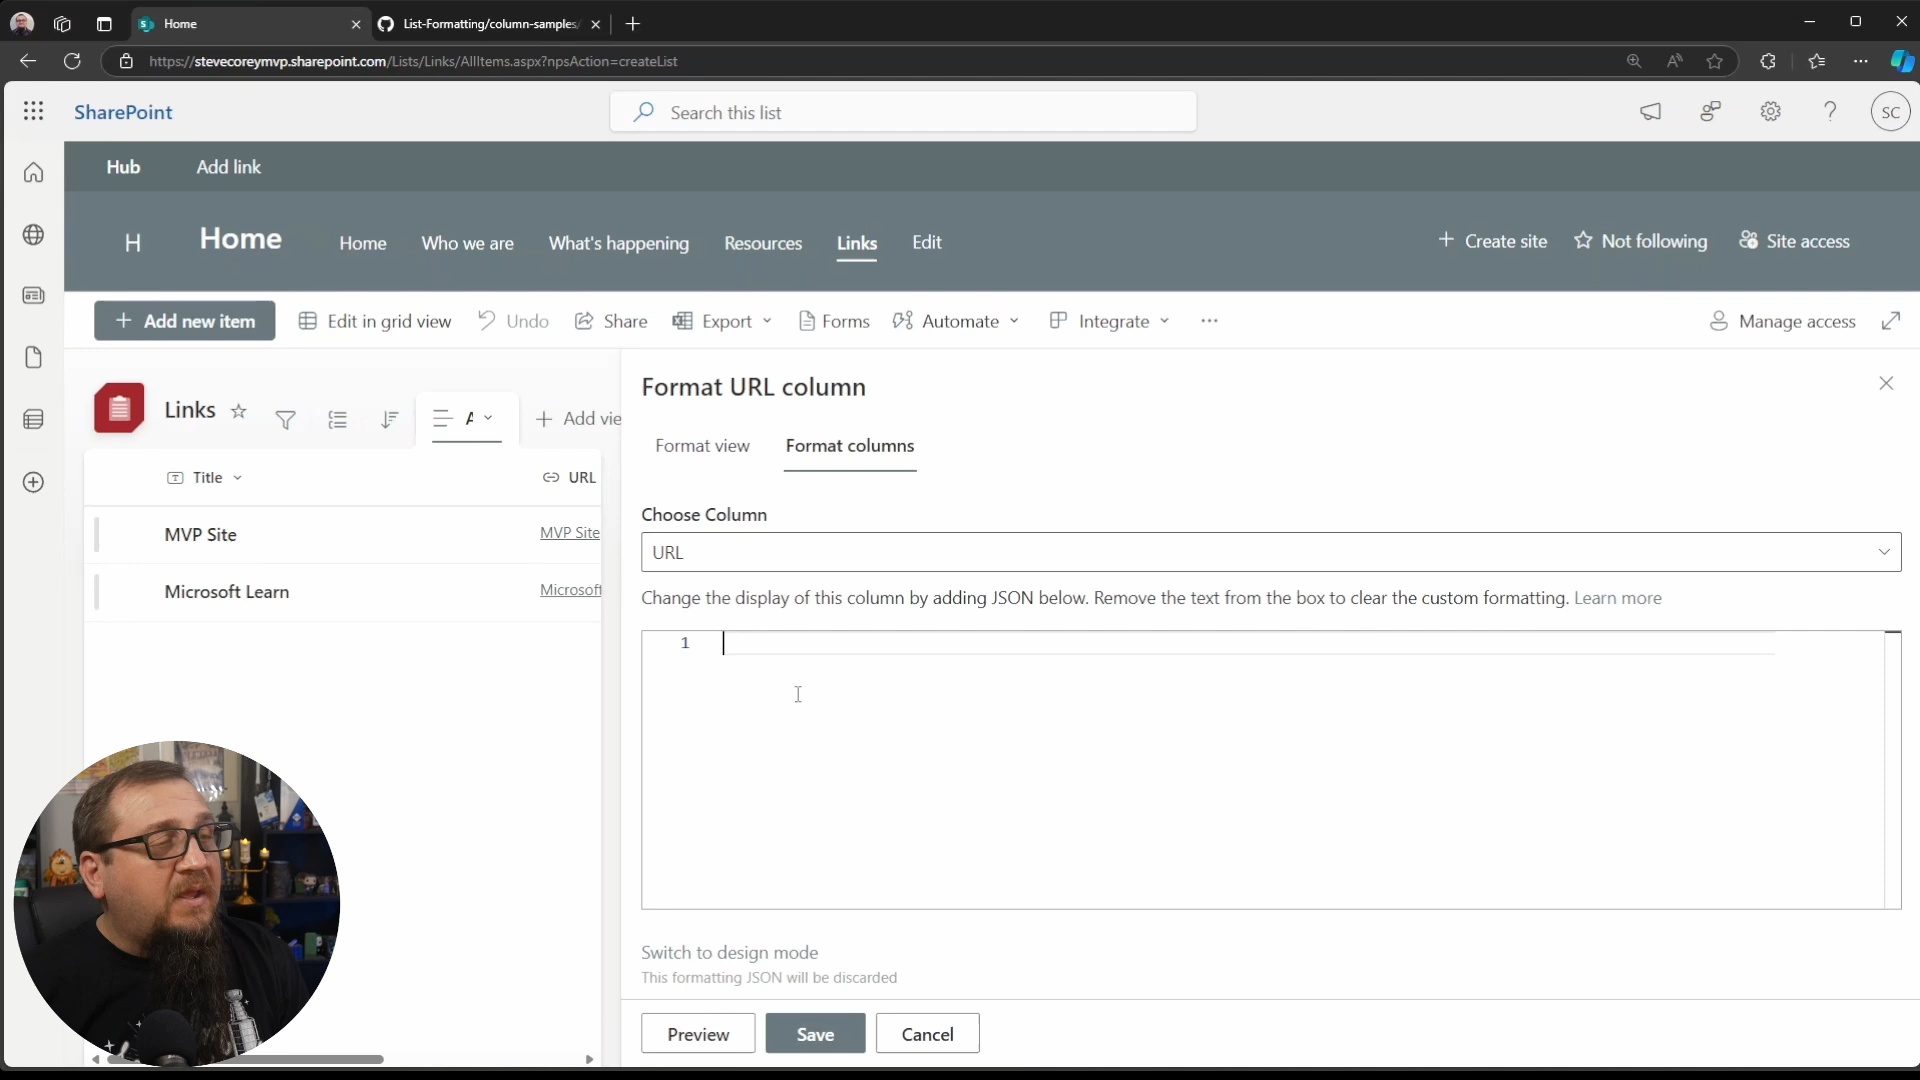 Home
List-Formatting/column-samples/
https://stevecoreymvp.sharepoint.com/Lists/Links/AllItems.aspx?npsAction=createList
SharePoint
Search this list
SC
Hub
Add link
H
Home
Home
Who we are
What's happening
Resources
Links
Edit
Create site
Not following
Site access
Add new item
Edit in grid view
Undo
Share
Export
Forms
Automate
Integrate
Manage access
Links
A
Add vie
Title
URL
MVP Site
MVP Site
Microsoft Learn
Microsoft
Format URL column
Format view
Format columns
Choose Column
URL
Change the display of this column by adding JSON below. Remove the text from the box to clear the custom formatting. Learn more
1
Switch to design mode
This formatting JSON will be discarded
Preview
Save
Cancel